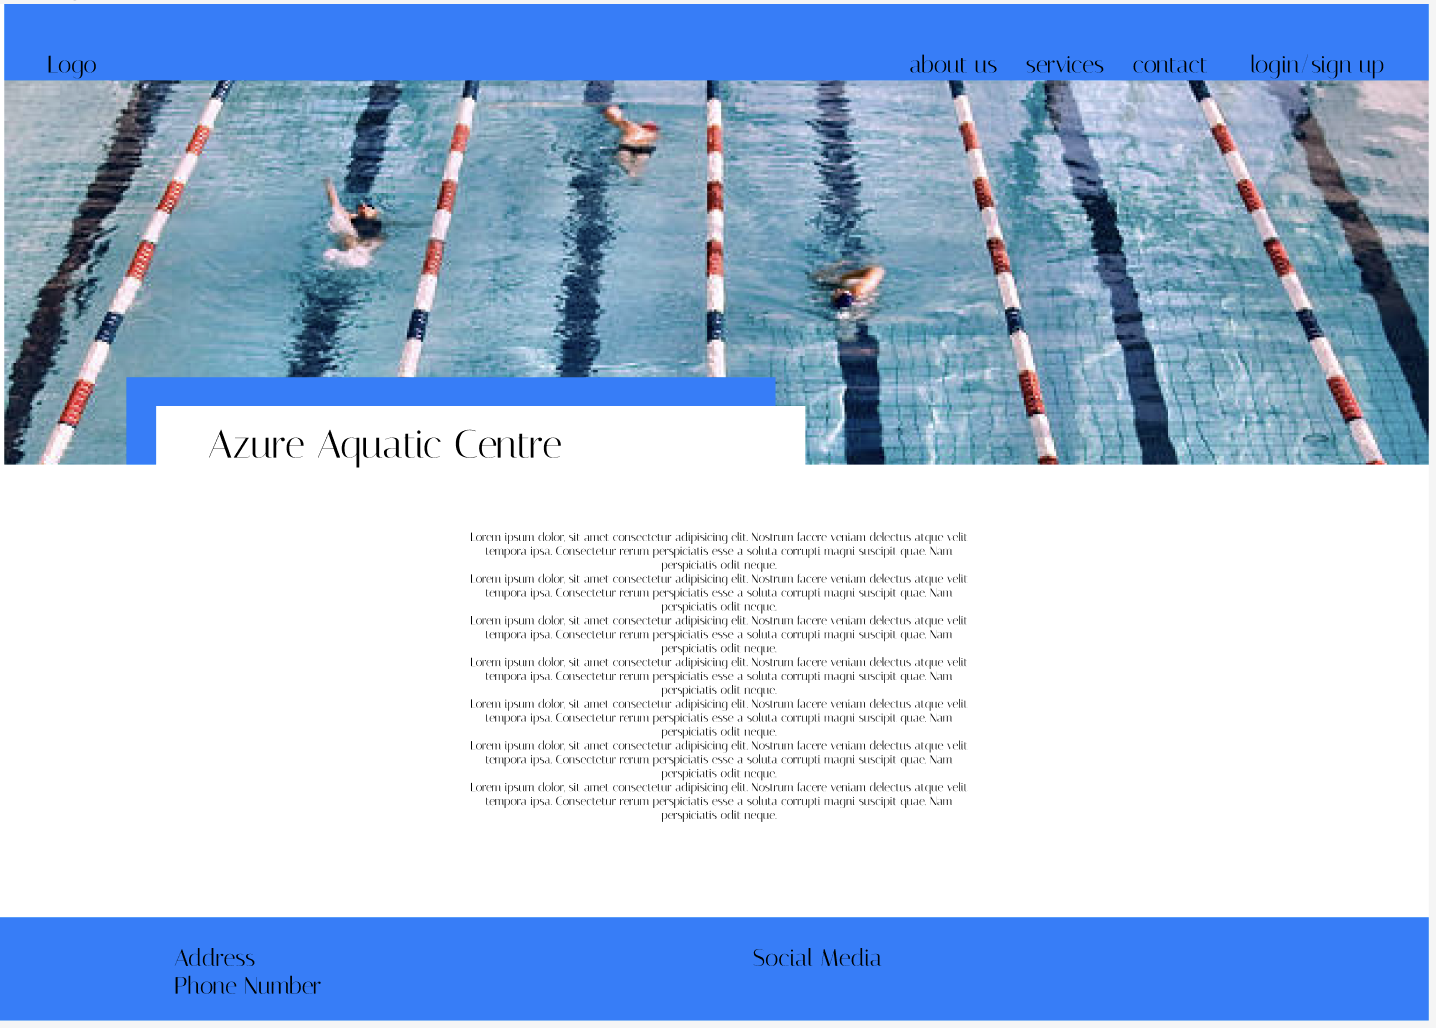 Logo
about us services contact login/sign up
Azure Aquatic Centre
Lorem ipsum dolor, sit amet consectetur adipisicing elit. Nostrum facere veniam delectus atque velit
tempora ipsa. Consectetur rerum perspiciatis esse a soluta corrupti magni suscipit quae. Nam
perspiciatis odit neque.
Lorem ipsum dolor, sit amet consectetur adipisicing elit. Nostrum facere veniam delectus atque velit
tempora ipsa. Consectetur rerum perspiciatis esse a soluta corrupti magni suscipit quae. Nam
perspiciatis odit neque.
Lorem ipsum dolor, sit amet consectetur adipisicing elit. Nostrum facere veniam delectus atque velit
tempora ipsa. Consectetur rerum perspiciatis esse a soluta corrupti magni suscipit quae. Nam
perspiciatis odit neque.
Lorem ipsum dolor, sit amet consectetur adipisicing elit. Nostrum facere veniam delectus atque velit
tempora ipsa. Consectetur rerum perspiciatis esse a soluta corrupti magni suscipit quae. Nam
perspiciatis odit neque.
Lorem ipsum dolor, sit amet consectetur adipisicing elit. Nostrum facere veniam delectus atque velit
tempora ipsa. Consectetur rerum perspiciatis esse a soluta corrupti magni suscipit quae. Nam
perspiciatis odit neque.
Lorem ipsum dolor, sit amet consectetur adipisicing elit. Nostrum facere veniam delectus atque velit
tempora ipsa. Consectetur rerum perspiciatis esse a soluta corrupti magni suscipit quae. Nam
perspiciatis odit neque.
Lorem ipsum dolor, sit amet consectetur adipisicing elit. Nostrum facere veniam delectus atque velit
tempora ipsa. Consectetur rerum perspiciatis esse a soluta corrupti magni suscipit quae. Nam
perspiciatis odit neque.
Address
Phone Number
Social Media